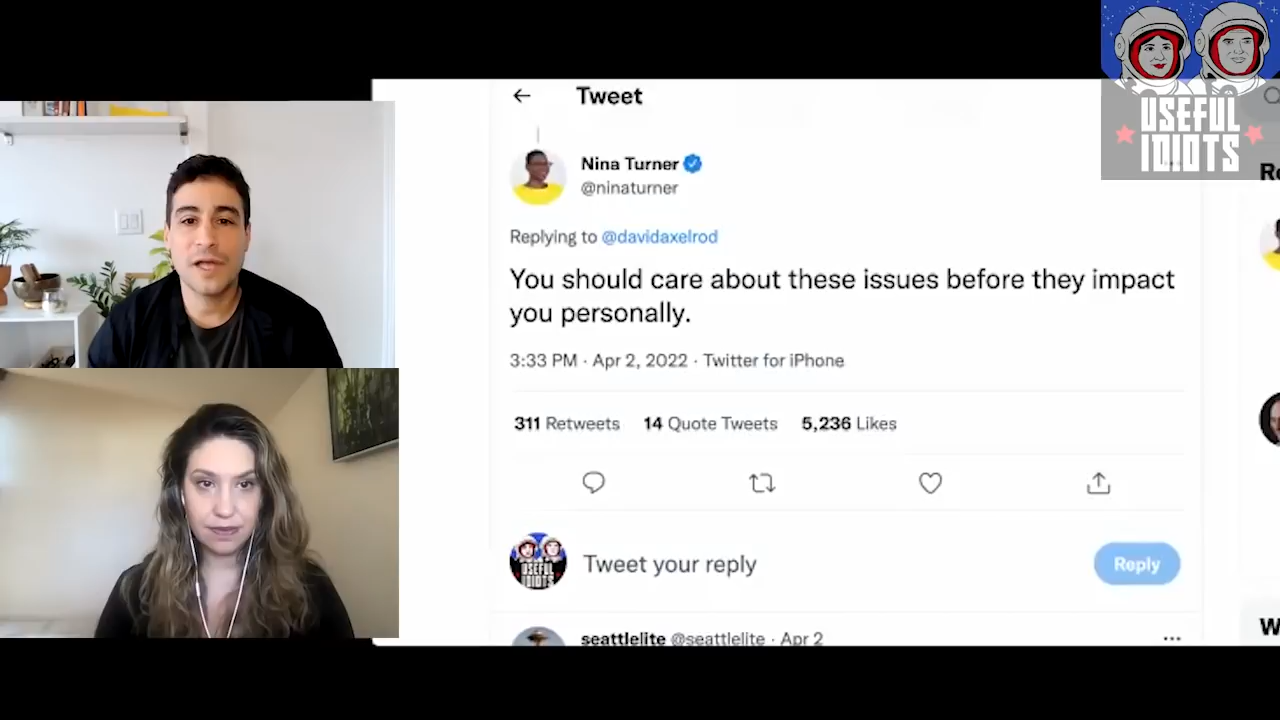 USEFUL
IDIOTS
Tweet
Nina Turner
@ninaturner
Replying to @davidaxelrod
You should care about these issues before they impact
you personally.
3:33 PM · Apr 2, 2022 · Twitter for iPhone
311 Retweets 14 Quote Tweets 5,236 Likes
USEFUL
IDIOTS
Tweet your reply
Reply
seattlelite @seattlelite · Apr 2